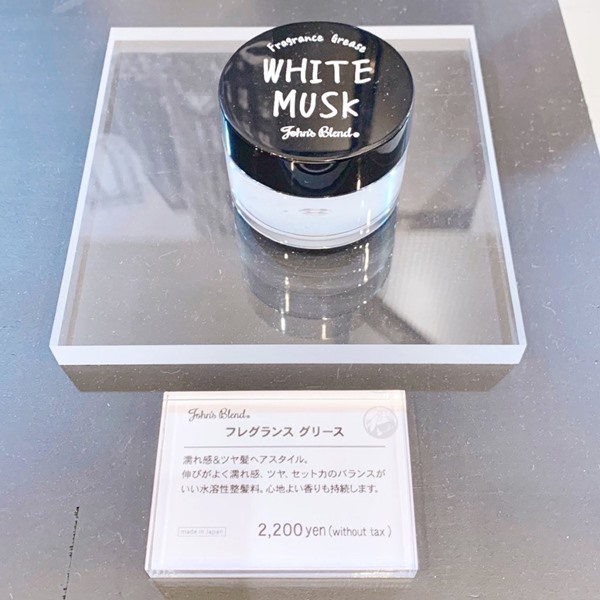 Fragrance Grease
WHITE
MUSK
John's Blend®
John's Blend®
フレグランス グリース
濡れ感&ツヤ髪ヘアスタイル。
伸びがよく濡れ感、ツヤ、セット力のバランスが
いい水溶性整髪料。心地よい香りも持続します。
made in Japan
2,200 yen (without tax)